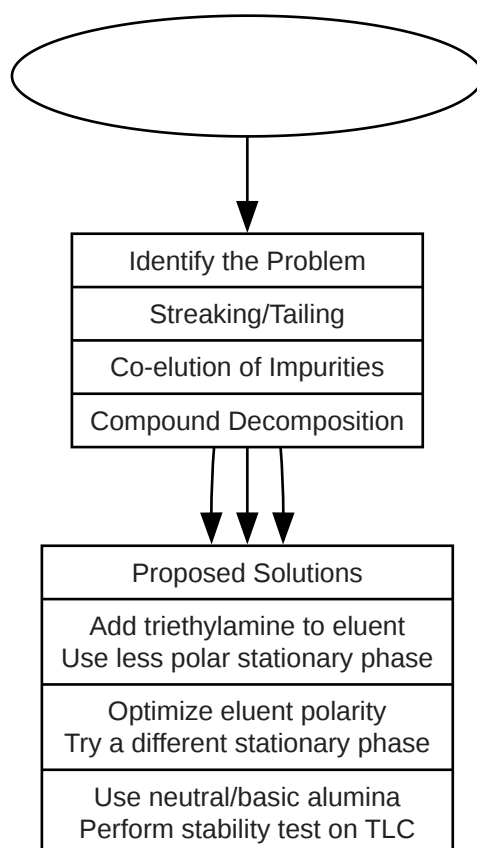 Identify the Problem
Streaking/Tailing
Co-elution of Impurities
Compound Decomposition
Proposed Solutions
Add triethylamine to eluent
Use less polar stationary phase
Optimize eluent polarity
Try a different stationary phase
Use neutral/basic alumina
Perform stability test on TLC